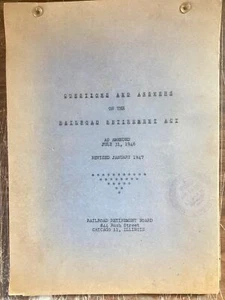 QUESTIONS AND ANSWERS
ON THE
RAILROAD RETIREMENT ACT
AS AMENDED
JULY 31, 1946
REVISED JANUARY 1947
RAILROAD RETIREMENT BOARD
844 Rush Street
CHICAGO 11, ILLINOIS